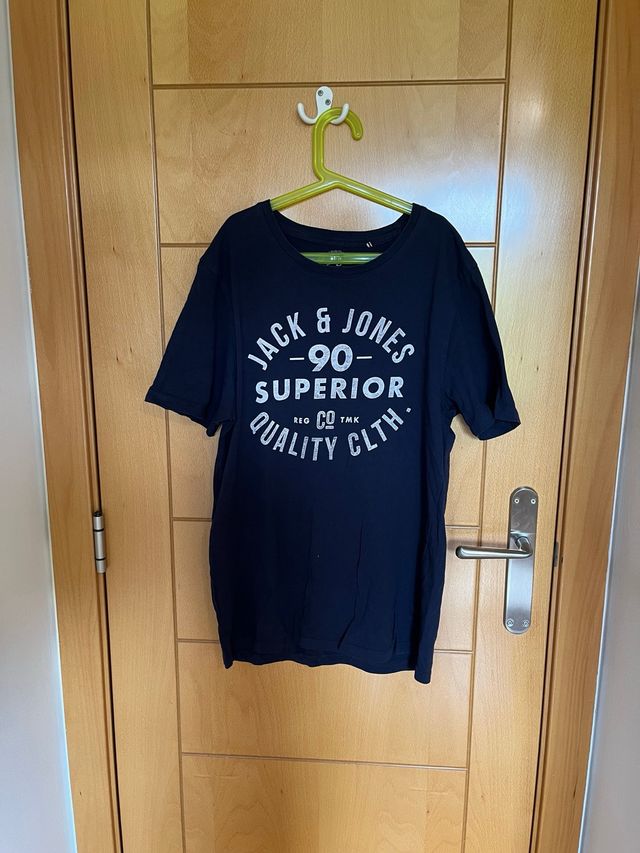 JACK & JONES
-90-
SUPERIOR
REG CO TMK
QUALITY CLTH.